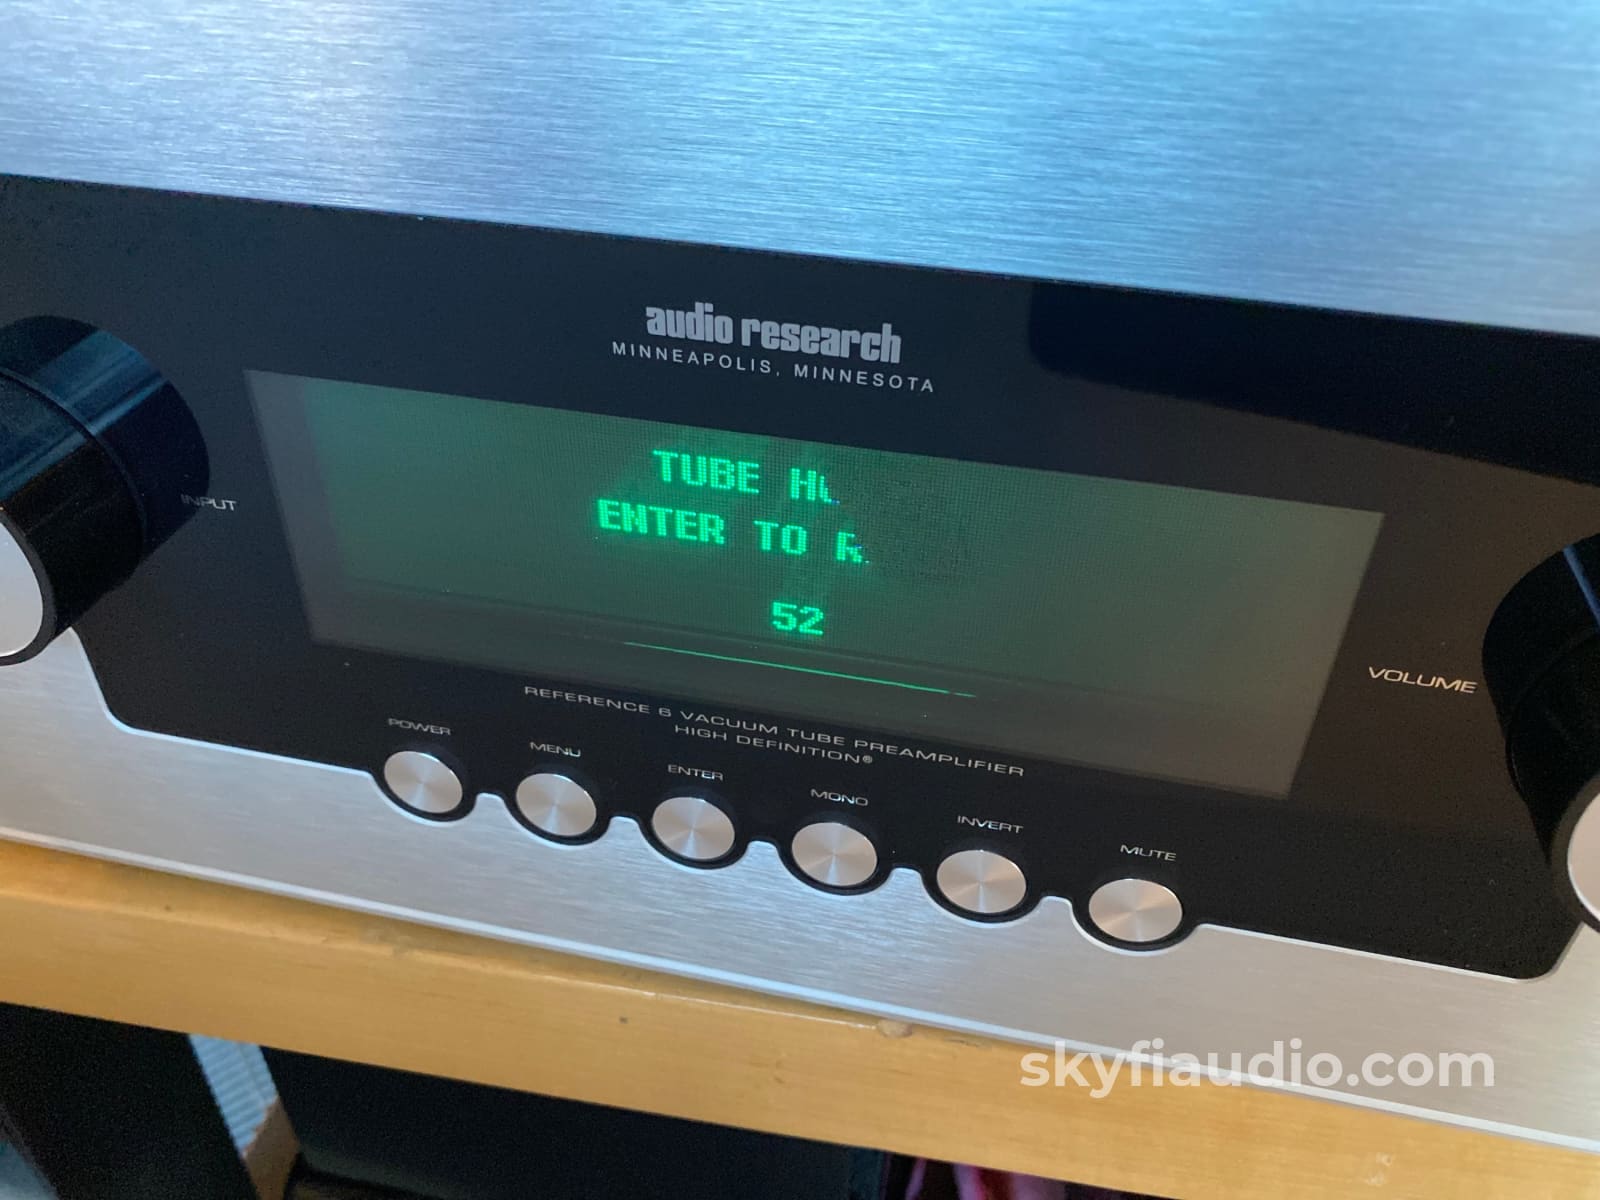 audio research
MINNEAPOLIS, MINNESOTA
TUBE
ENTER TO
52
INPUT
VOLUME
REFERENCE 6 VACUUM TUBE PREAMPLIFIER
HIGH DEFINITION®
POWER
MENU
ENTER
MONO
INVERT
MUTE
skyfiaudio.com